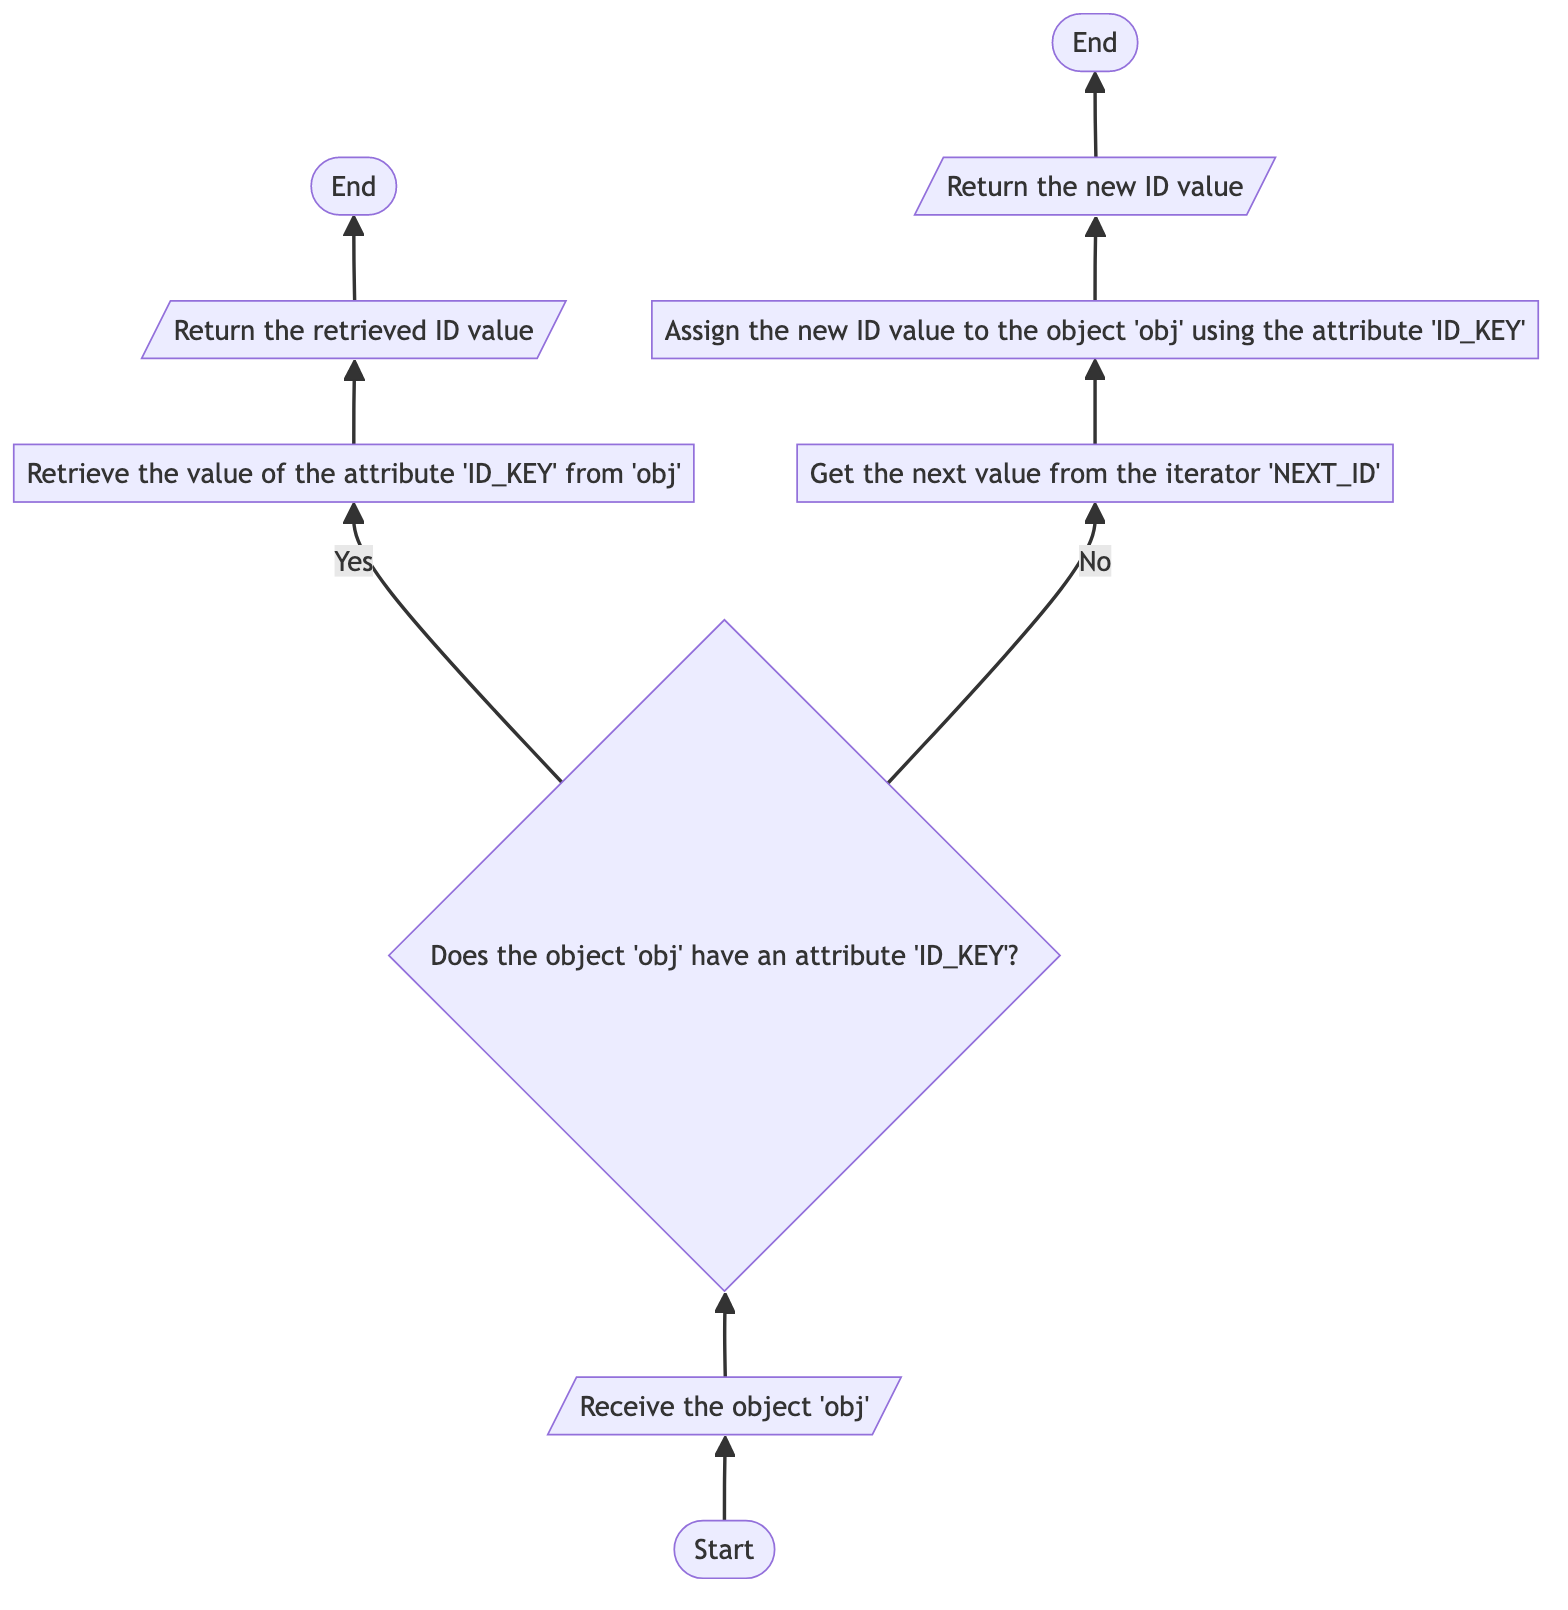 End
End
Return the new ID value
Return the retrieved ID value
Assign the new ID value to the object 'obj' using the attribute 'ID_KEY'
Retrieve the value of the attribute 'ID_KEY' from 'obj'
Get the next value from the iterator 'NEXT_ID'
Yes
No
Does the object 'obj' have an attribute 'ID_KEY'?
Receive the object 'obj'
Start